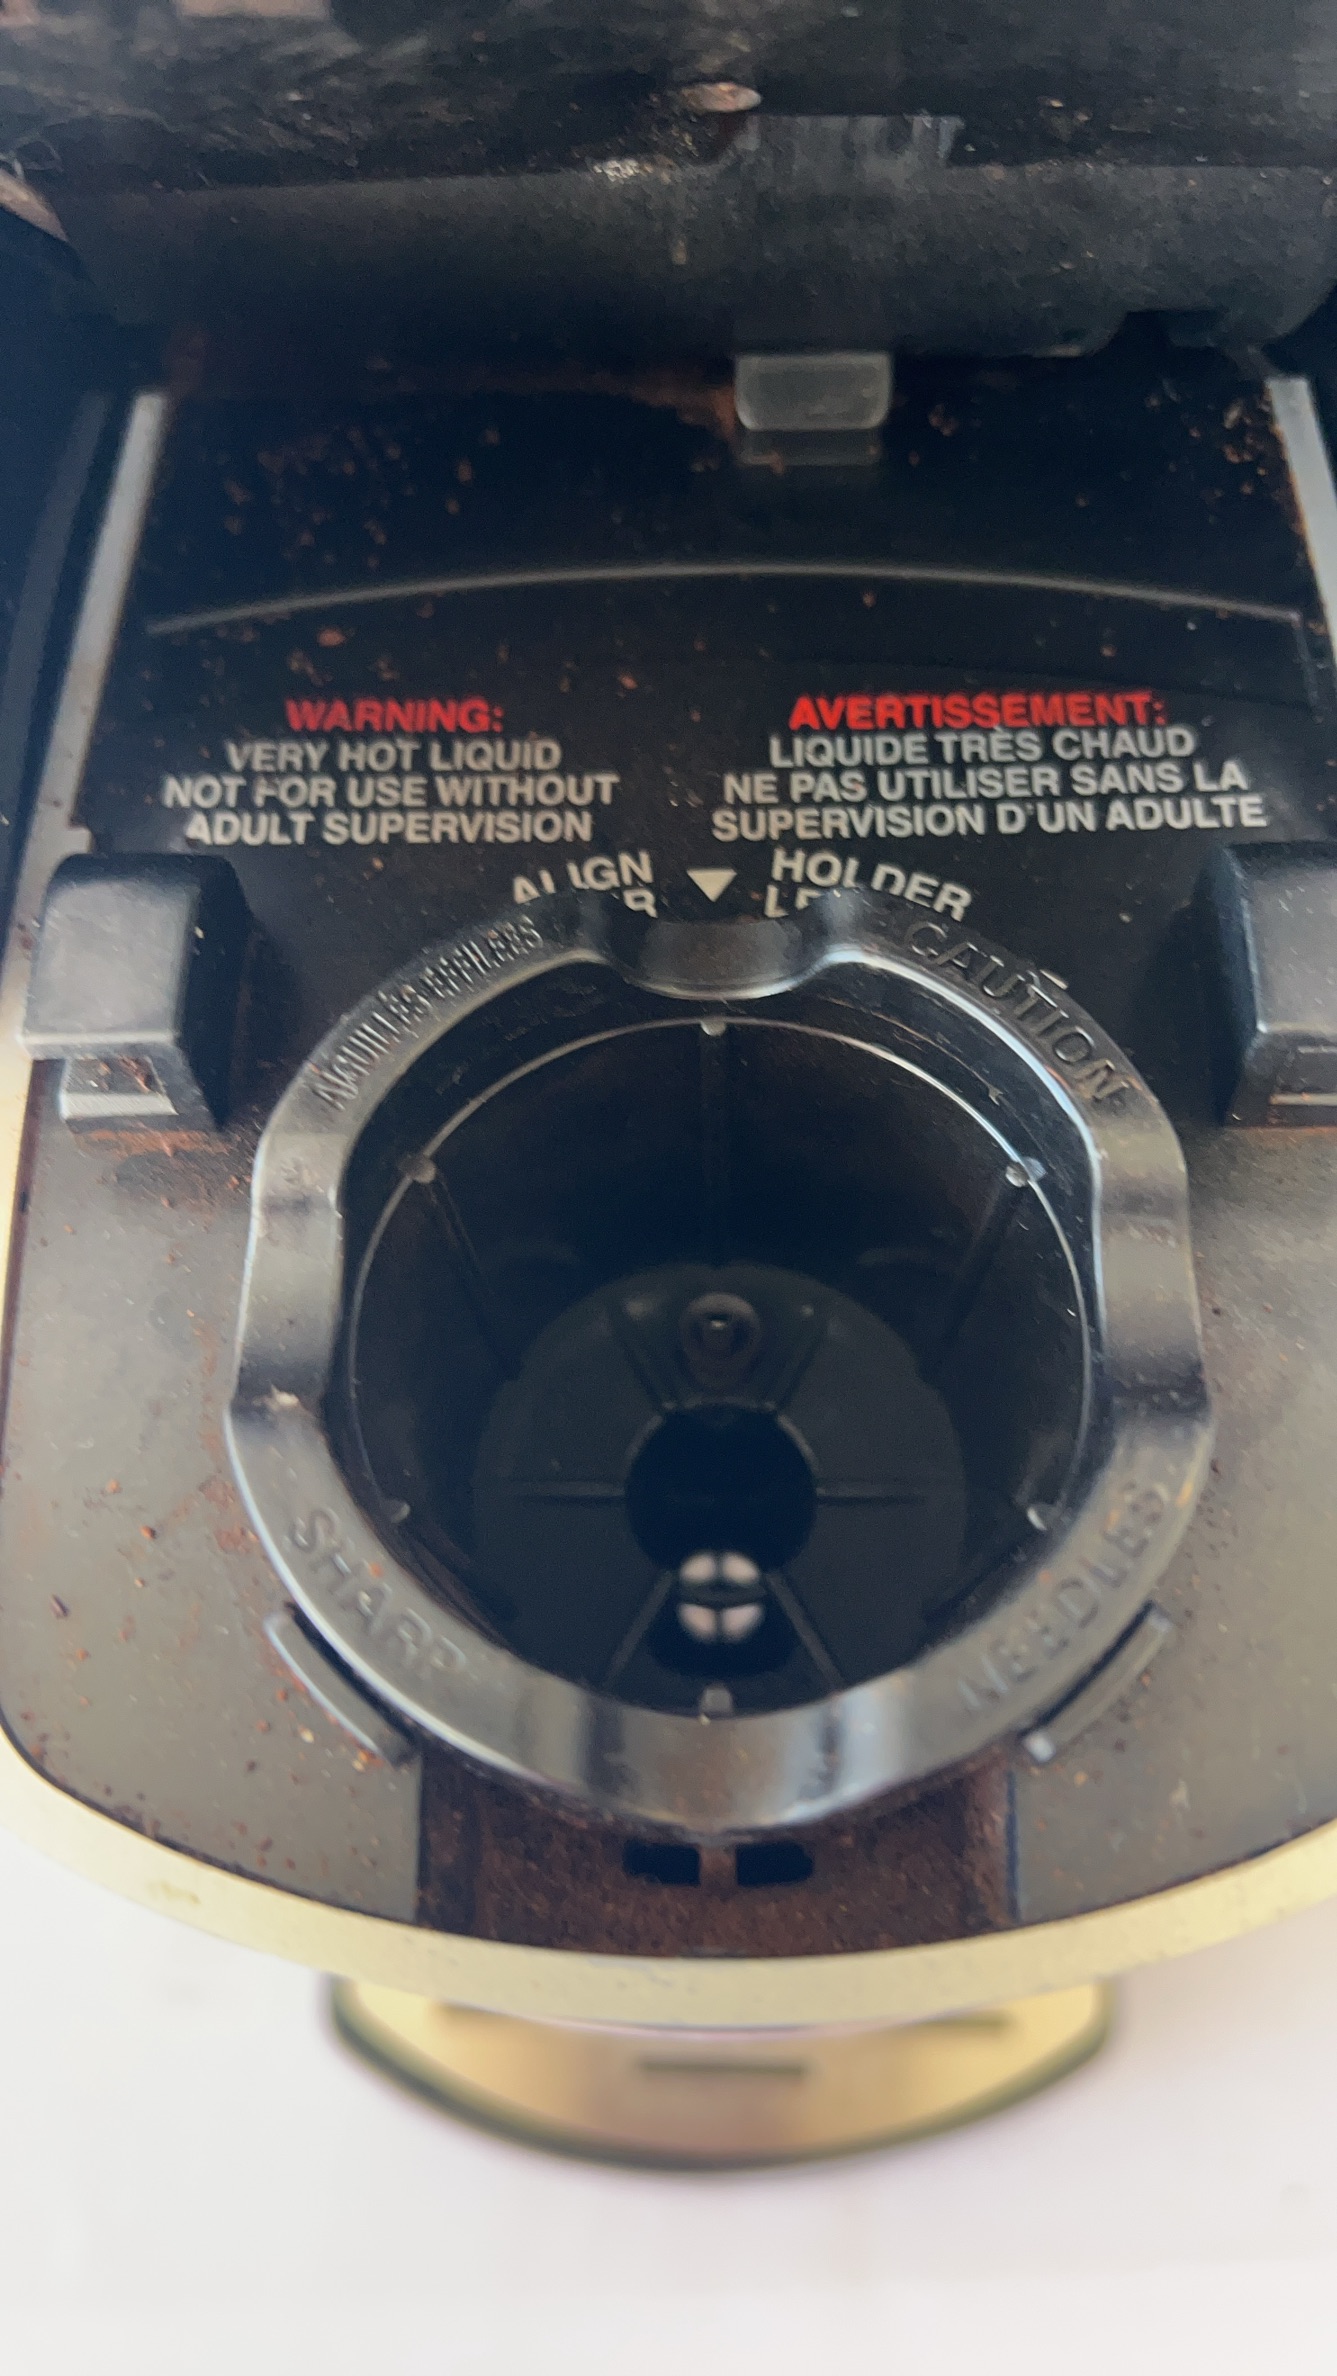 WARNING:
VERY HOT LIQUID
NOT FOR USE WITHOUT
ADULT SUPERVISION
AVERTISSEMENT:
LIQUIDE TRÈS CHAUD
NE PAS UTILISER SANS LA
SUPERVISION D'UN ADULTE
ALIGN HOLDER
CAUTION
SHARP NEEDLES